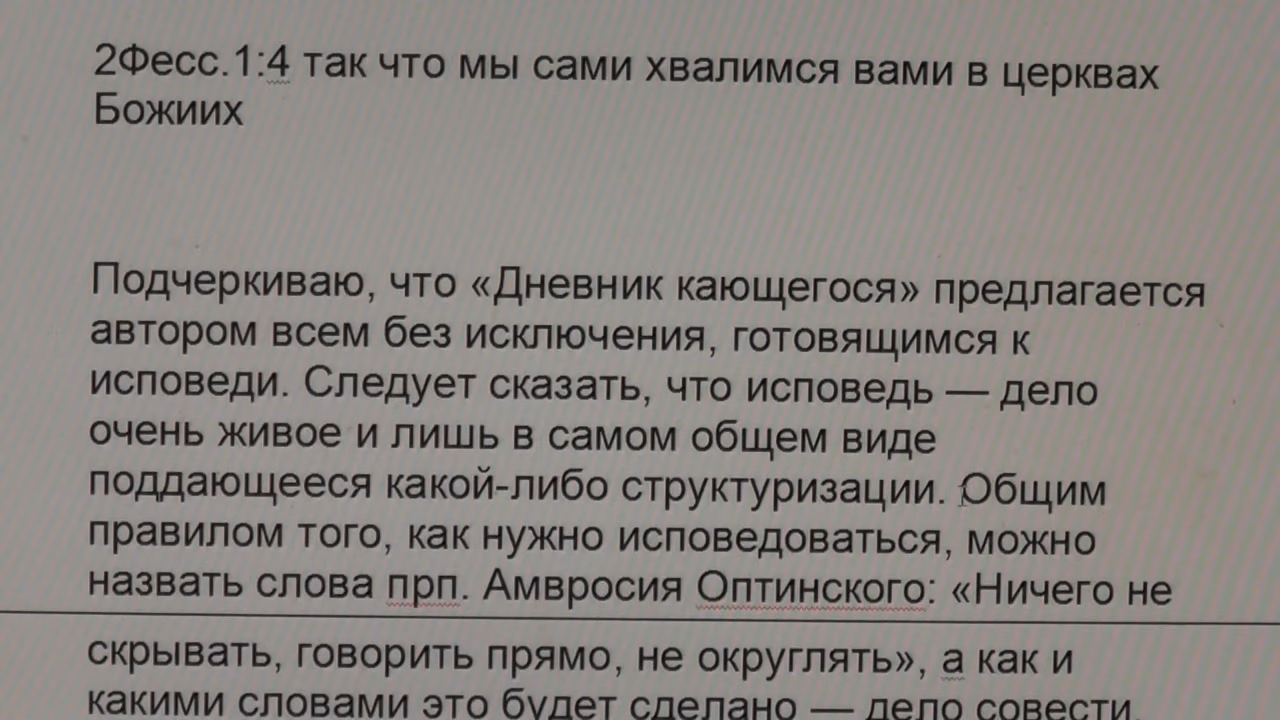 2Фесс.1:4 так что мы сами хвалимся вами в церквах
Божиих
Подчеркиваю, что «Дневник кающегося» предлагается
автором всем без исключения, готовящимся к
исповеди. Следует сказать, что исповедь — дело
очень живое и лишь в самом общем виде
поддающееся какой-либо структуризации. Общим
правилом того, как нужно исповедоваться, можно
назвать слова прп. Амвросия Оптинского: «Ничего не
скрывать, говорить прямо, не округлять», а как и
какими словами это будет сделано — дело совести.